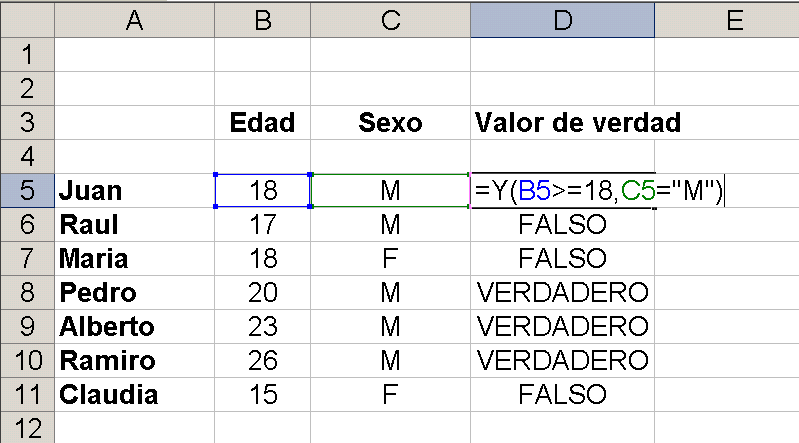 A B C D E
1
2
3 Edad Sexo Valor de verdad
4
5 Juan 18 M =Y(B5>=18,C5="M")
6 Raul 17 M FALSO
7 Maria 18 F FALSO
8 Pedro 20 M VERDADERO
9 Alberto 23 M VERDADERO
10 Ramiro 26 M VERDADERO
11 Claudia 15 F FALSO
12